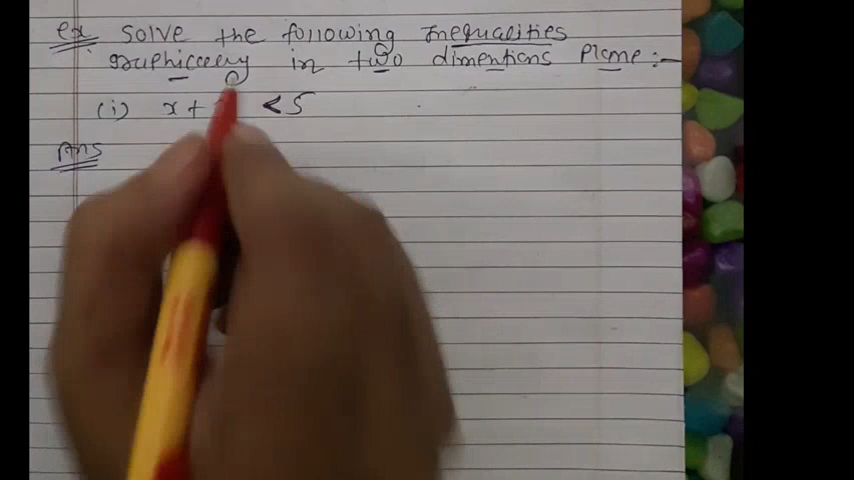 ex Solve the following Inequalities
graphically in two dimentions Plane :-
(i) x + < 5
Ans